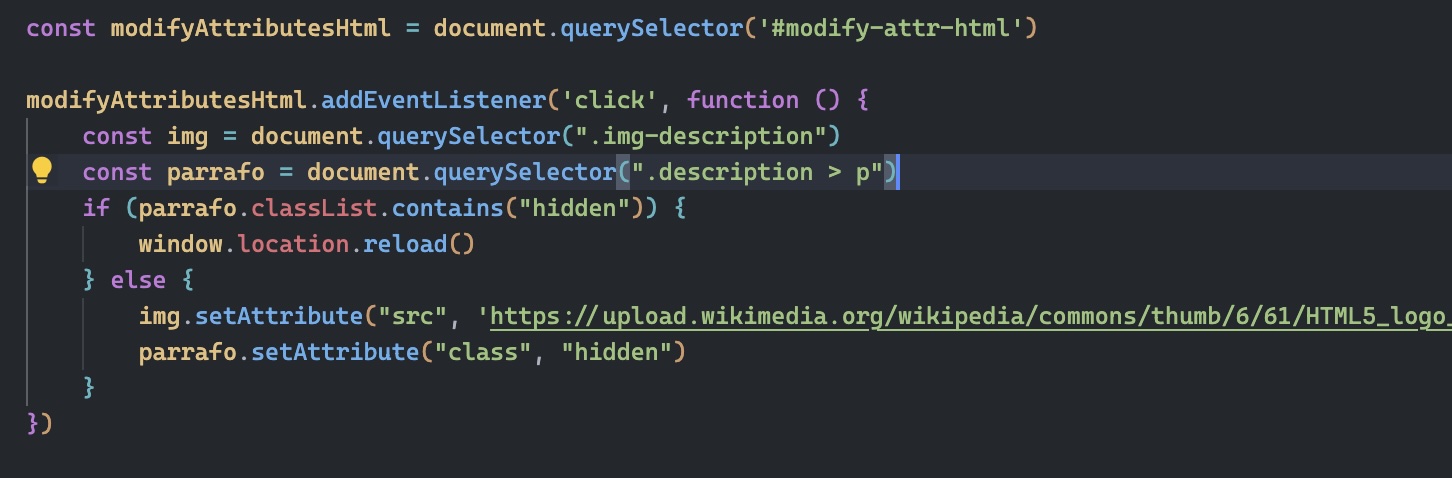 const modifyAttributesHtml = document.querySelector('#modify-attr-html')
modifyAttributesHtml.addEventListener('click', function () {
const img = document.querySelector(".img-description")
const parrafo = document.querySelector(".description > p")
if (parrafo.classList.contains("hidden")) {
window.location.reload()
} else {
img.setAttribute("src", 'https://upload.wikimedia.org/wikipedia/commons/thumb/6/61/HTML5_logo_
parrafo.setAttribute("class", "hidden")
}
})